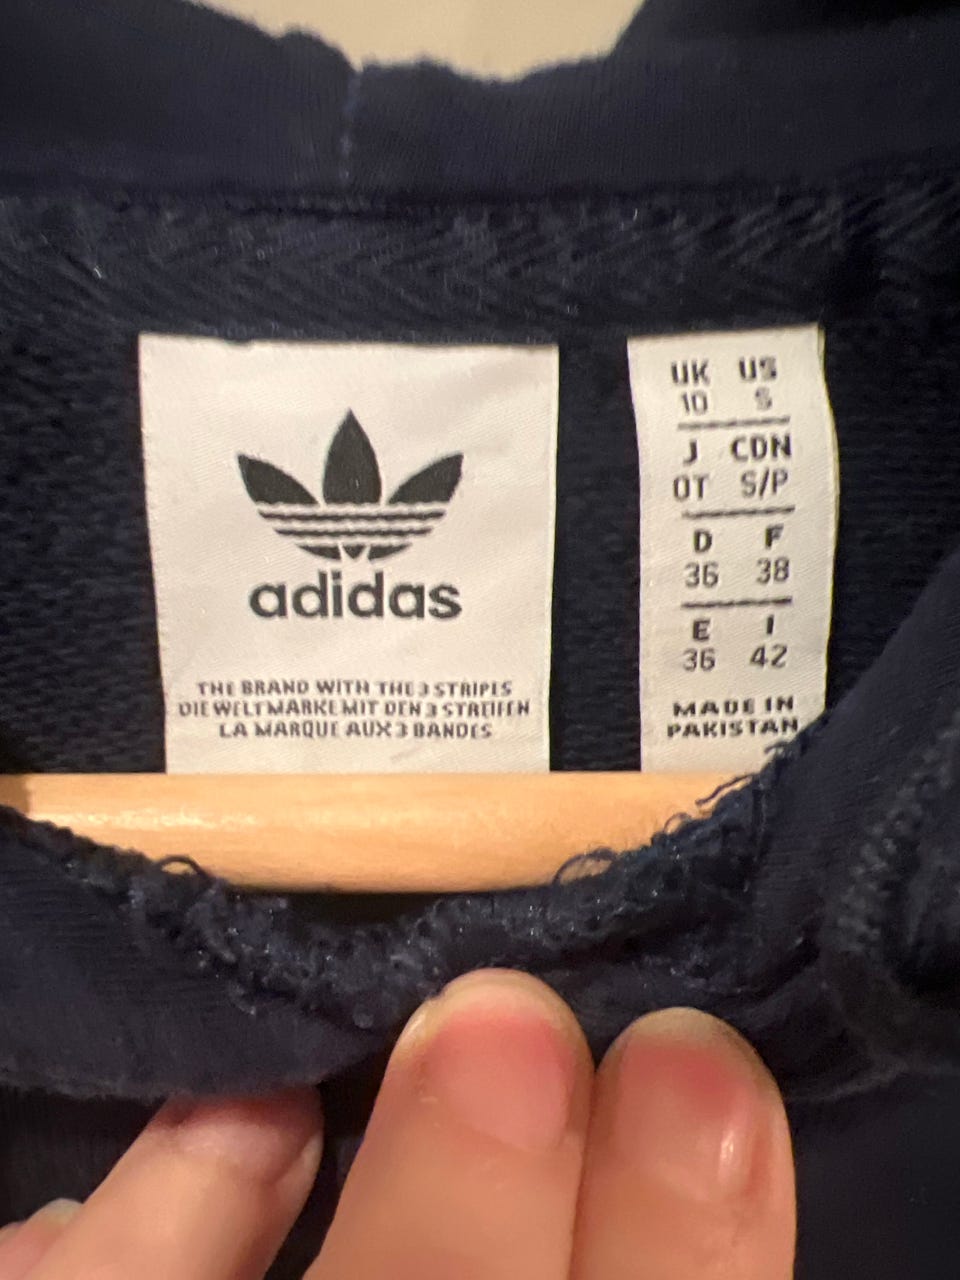 adidas
THE BRAND WITH THE 3 STRIPES
DIE WELTMARKE MIT DEN 3 STREIFEN
LA MARQUE AUX 3 BANDES
UK US
10 S
J CDN
OT S/P
D F
36 38
E I
36 42
MADE IN
PAKISTAN